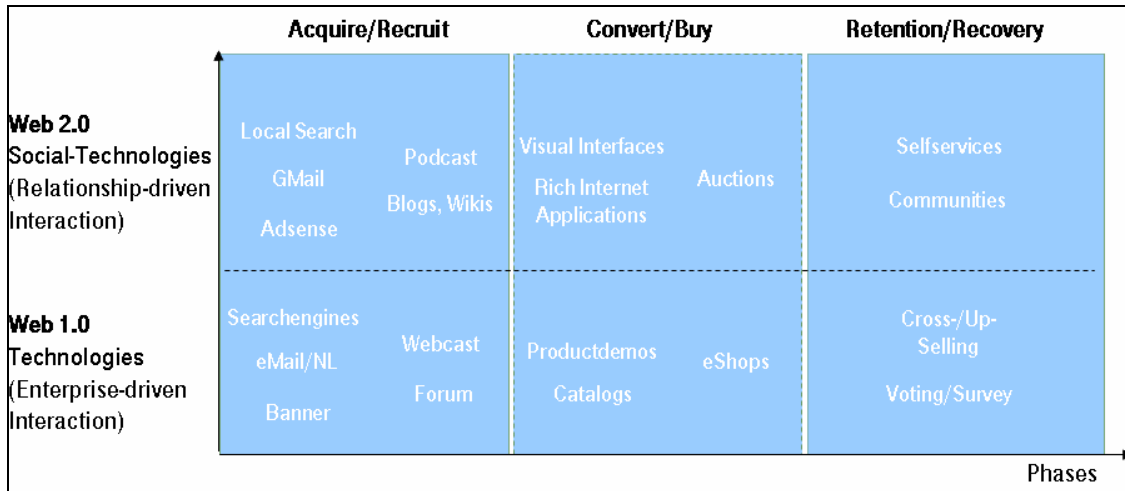 Acquire/Recruit
Convert/Buy
Retention/Recovery
Web 2.0
Social-Technologies
(Relationship-driven
Interaction)
Local Search
GMail
Adsense
Podcast
Blogs, Wikis
Visual Interfaces
Rich Internet
Applications
Auctions
Selfservices
Communities
Web 1.0
Technologies
(Enterprise-driven
Interaction)
Searchengines
eMail/NL
Banner
Webcast
Forum
Productdemos
Catalogs
eShops
Cross-/Up-
Selling
Voting/Survey
Phases